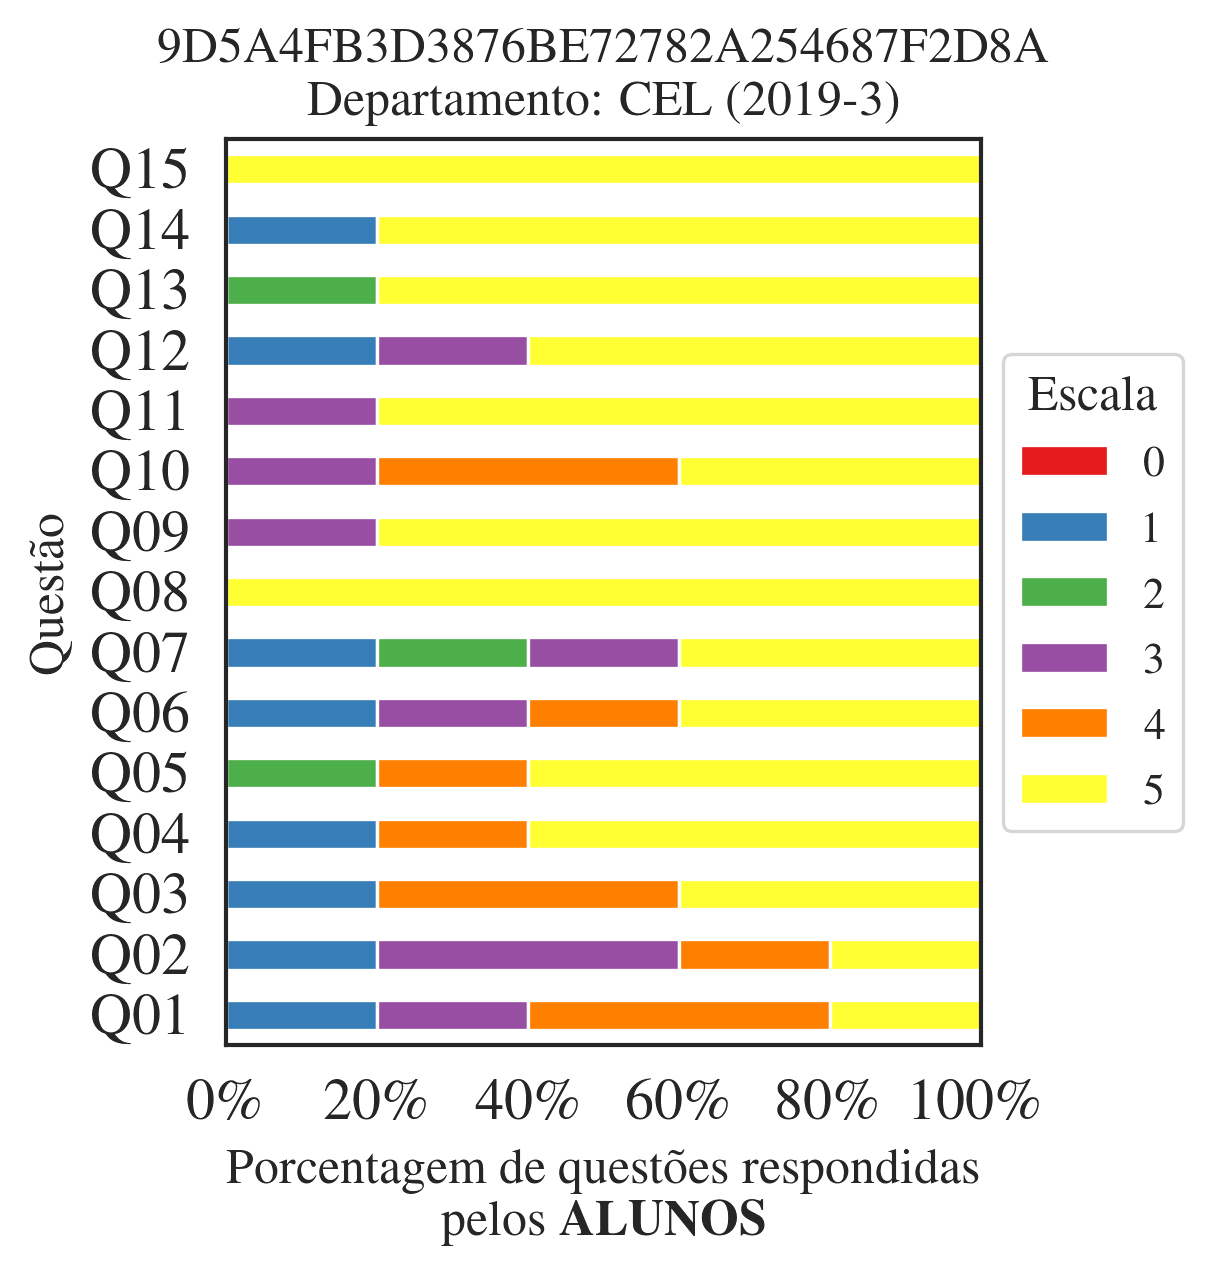 9D5A4FB3D3876BE72782A254687F2D8A
Departamento: CEL (2019-3)
Questão
Q15
Q14
Q13
Q12
Q11
Q10
Q09
Q08
Q07
Q06
Q05
Q04
Q03
Q02
Q01
0% 20% 40% 60% 80% 100%
Porcentagem de questões respondidas
pelos ALUNOS
Escala
0
1
2
3
4
5